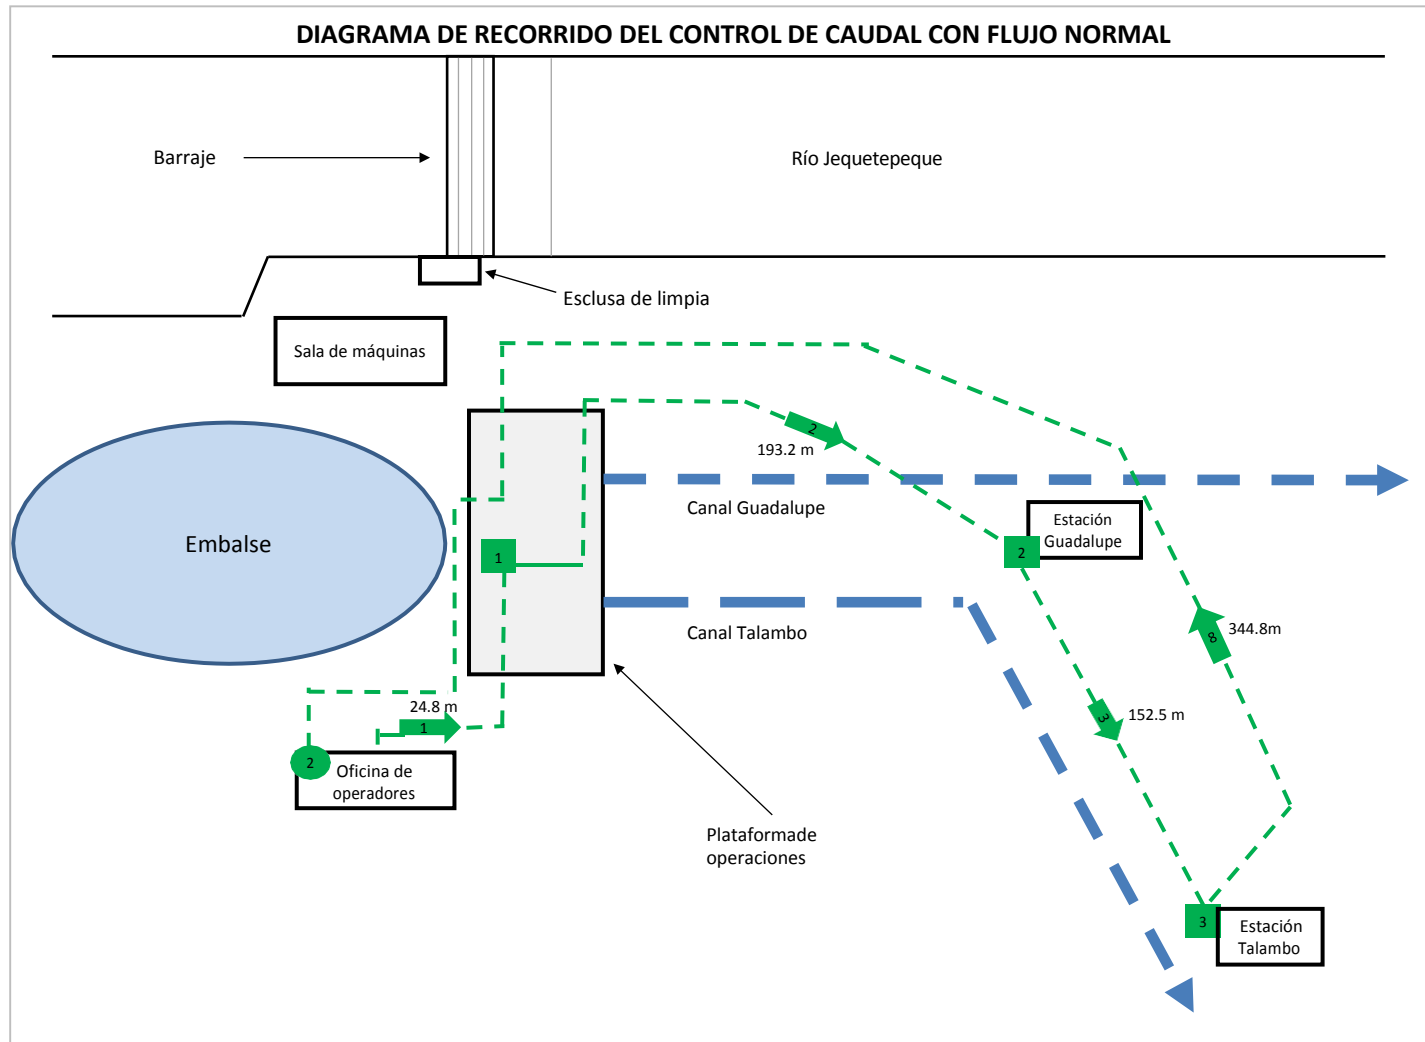 DIAGRAMA DE RECORRIDO DEL CONTROL DE CAUDAL CON FLUJO NORMAL
Barraje
Río Jequetepeque
Esclusa de limpia
Sala de máquinas
2
193.2 m
Canal Guadalupe
Estación
Guadalupe
Embalse
1
2
Canal Talambo
8
344.8m
24.8 m
1
3
152.5 m
2
Oficina de
operadores
Plataformade
operaciones
3
Estación
Talambo